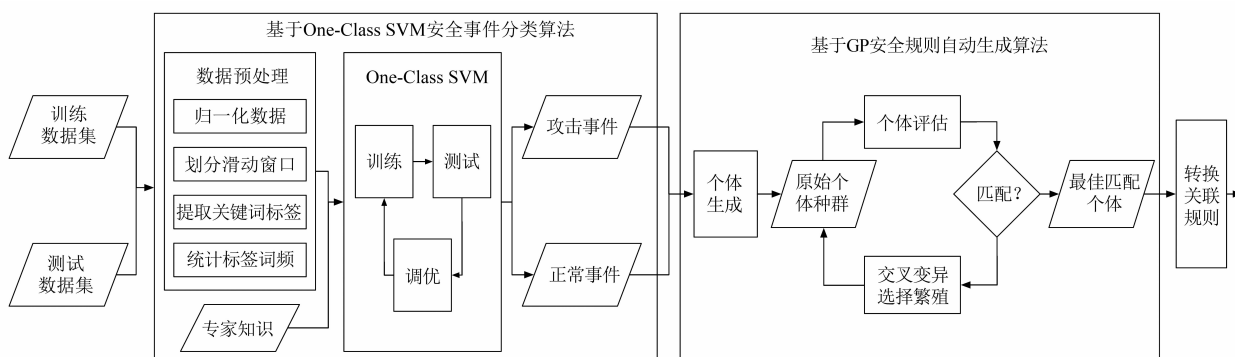 基于One-Class SVM安全事件分类算法
基于GP安全规则自动生成算法
训练
数据集
测试
数据集
数据预处理
归一化数据
划分滑动窗口
提取关键词标签
统计标签词频
专家知识
One-Class SVM
训练
测试
调优
攻击事件
正常事件
个体
生成
原始个
体种群
个体评估
匹配?
交叉变异
选择繁殖
最佳匹配
个体
转换
关联
规则